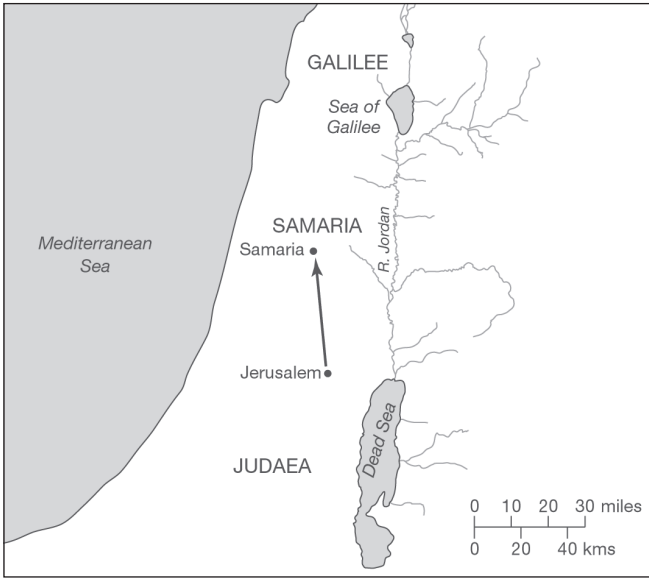 GALILEE
Sea of
Galilee
SAMARIA
R. Jordan
Mediterranean
Sea
Samaria
Jerusalem
Dead Sea
JUDAEA
0 10 20 30 miles
0 20 40 kms